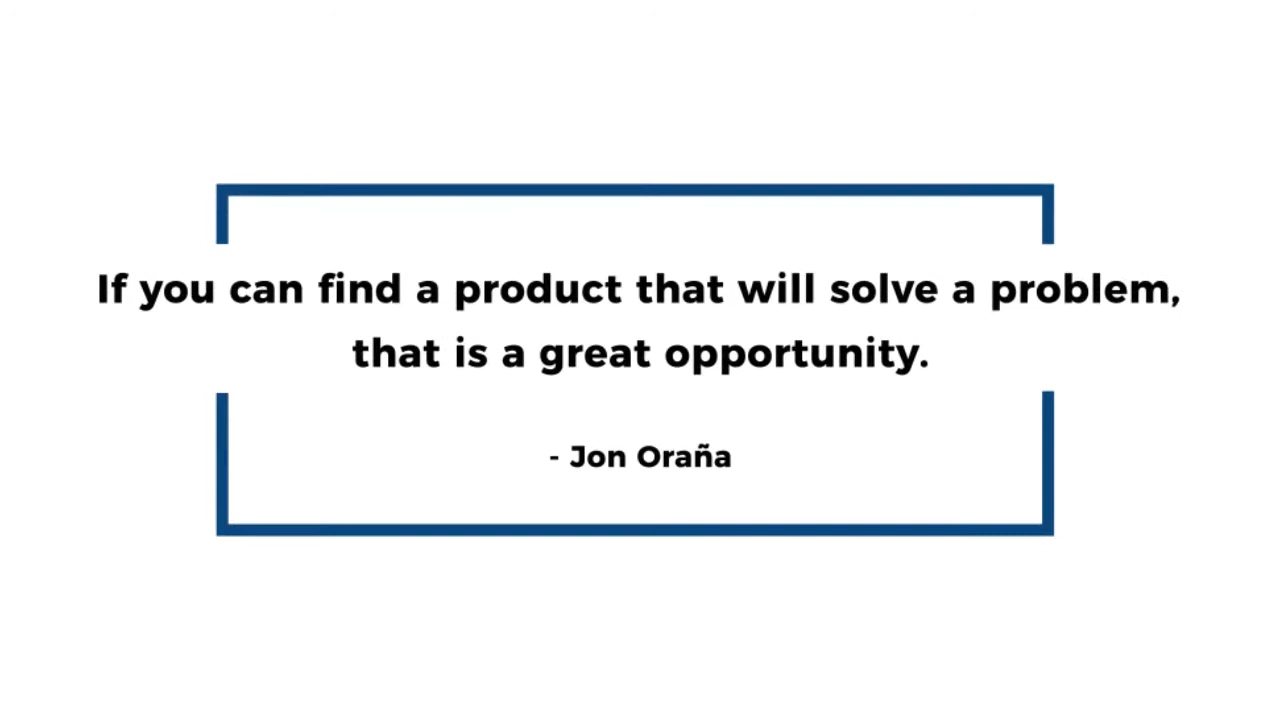 If you can find a product that will solve a problem,
that is a great opportunity.
- Jon Oraña